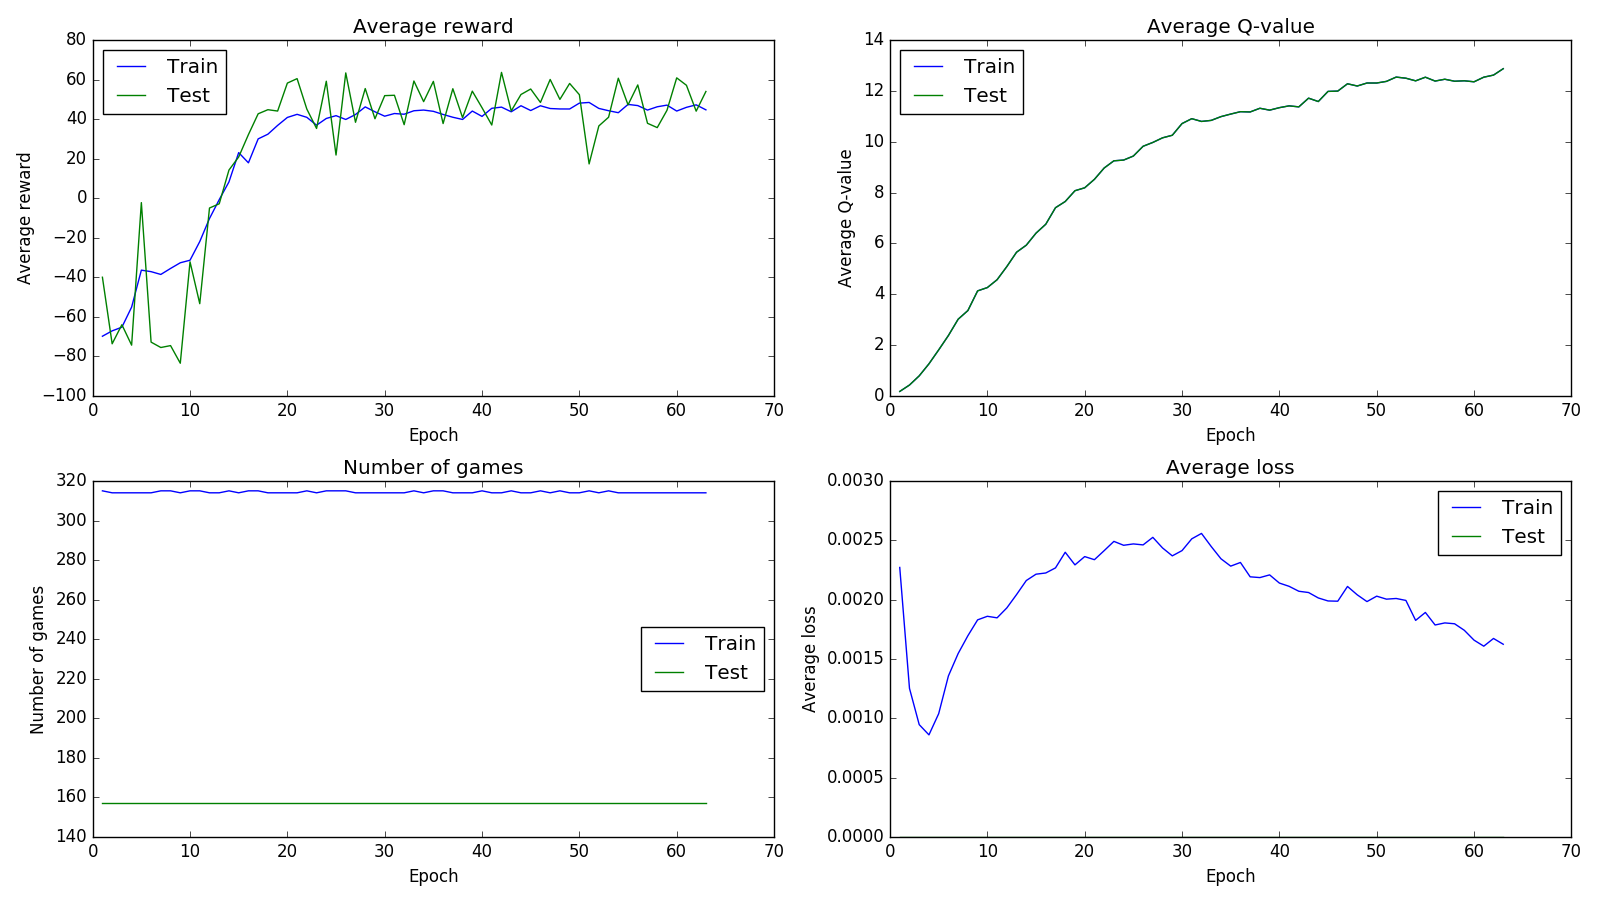 Average reward
80
60
40
20
0
−20
−40
−60
−80
−100
Average reward
Train
Test
0 10 20 30 40 50 60 70
Epoch
Average Q-value
14
12
10
8
6
4
2
0
Average Q-value
Train
Test
0 10 20 30 40 50 60 70
Epoch
Number of games
320
300
280
260
240
220
200
180
160
140
Number of games
Train
Test
0 10 20 30 40 50 60 70
Epoch
Average loss
0.0030
0.0025
0.0020
0.0015
0.0010
0.0005
0.0000
Average loss
Train
Test
0 10 20 30 40 50 60 70
Epoch